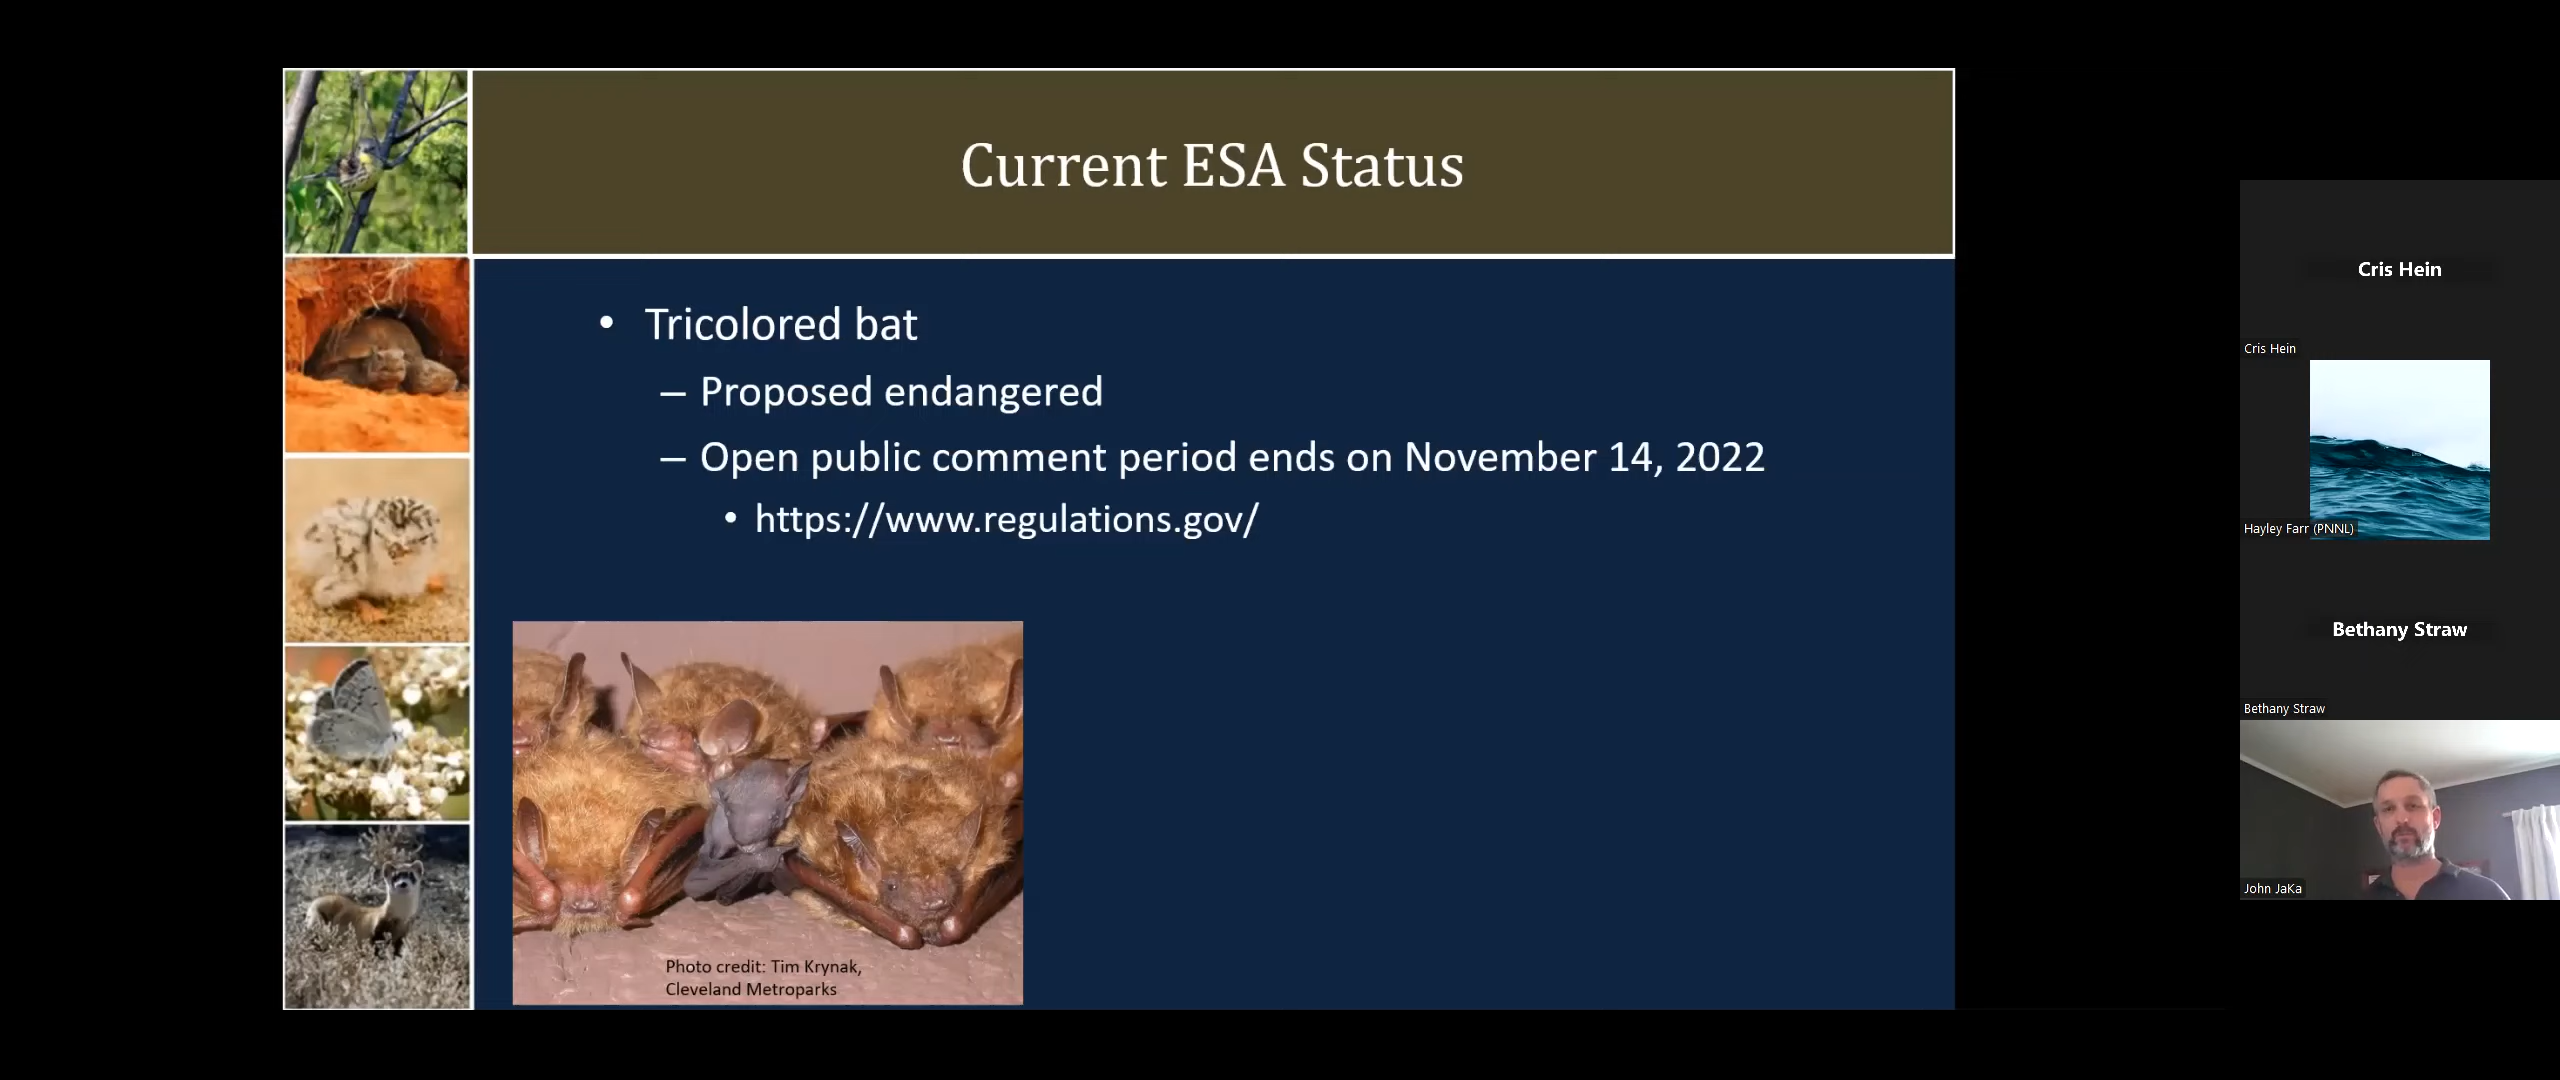 Current ESA Status
• Tricolored bat
– Proposed endangered
– Open public comment period ends on November 14, 2022
• https://www.regulations.gov/
Photo credit: Tim Krynak,
Cleveland Metroparks
Cris Hein
Cris Hein
Hayley Farr (PNNL)
Bethany Straw
Bethany Straw
John JaKa